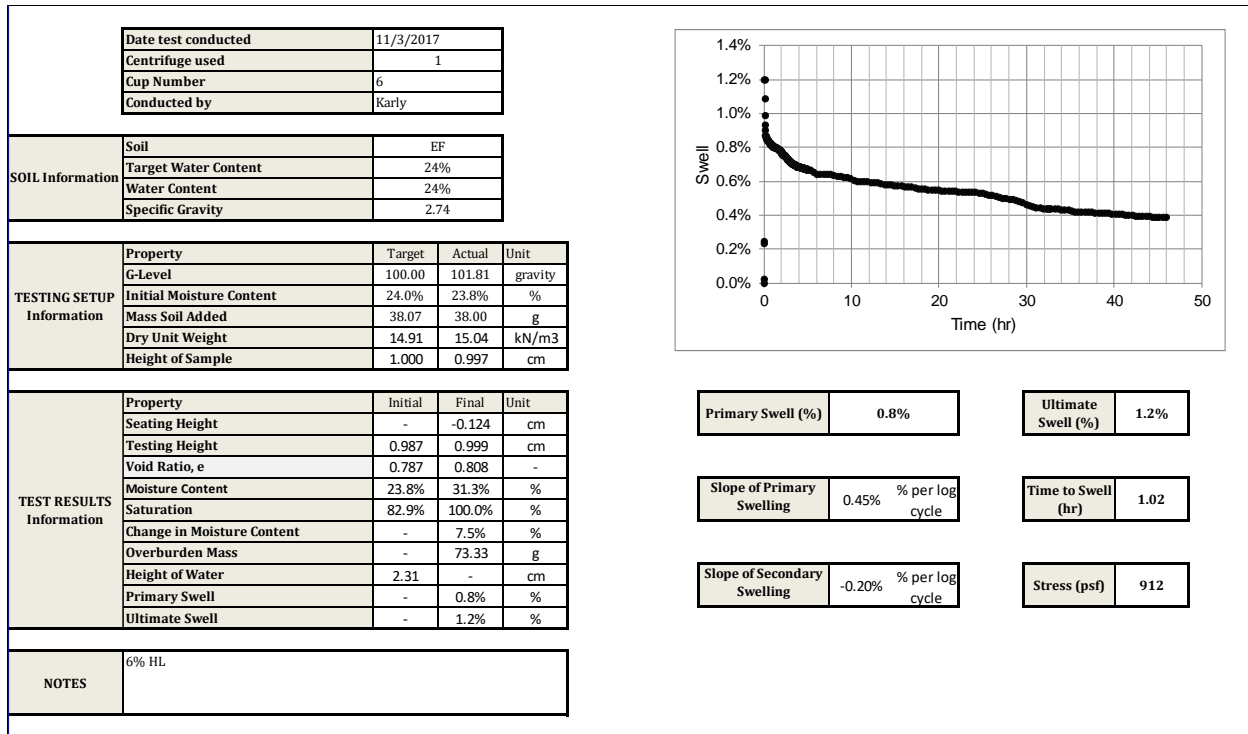 Date test conducted 11/3/2017
Centrifuge used 1
Cup Number 6
Conducted by Karly
SOIL Information
Soil EF
Target Water Content 24%
Water Content 24%
Specific Gravity 2.74
TESTING SETUP
Information
Property Target Actual Unit
G-Level 100.00 101.81 gravity
Initial Moisture Content 24.0% 23.8% %
Mass Soil Added 38.07 38.00 g
Dry Unit Weight 14.91 15.04 kN/m3
Height of Sample 1.000 0.997 cm
TEST RESULTS
Information
Property Initial Final Unit
Seating Height - -0.124 cm
Testing Height 0.987 0.999 cm
Void Ratio, e 0.787 0.808 -
Moisture Content 23.8% 31.3% %
Saturation 82.9% 100.0% %
Change in Moisture Content - 7.5% %
Overburden Mass - 73.33 g
Height of Water 2.31 - cm
Primary Swell - 0.8% %
Ultimate Swell - 1.2% %
NOTES
6% HL
1.4%
1.2%
1.0%
0.8%
0.6%
0.4%
0.2%
0.0%
Swell
0 10 20 30 40 50
Time (hr)
Primary Swell (%) 0.8%
Ultimate
Swell (%)
1.2%
Slope of Primary
Swelling
0.45%
% per log
cycle
Time to Swell
(hr)
1.02
Slope of Secondary
Swelling
-0.20%
% per log
cycle
Stress (psf) 912